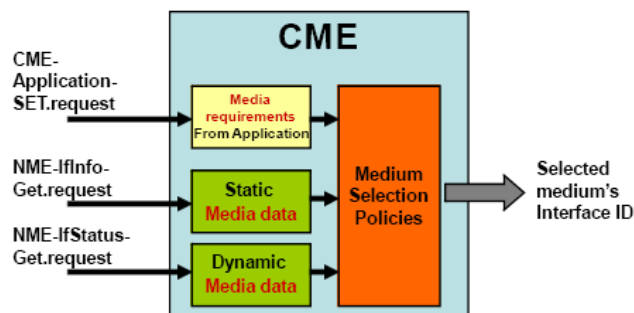 CME
CME-
Application-
SET.request
Media
requirements
From Application
NME-IfInfo-
Get.request
Static
Media data
NME-IfStatus-
Get.request
Dynamic
Media data
Medium
Selection
Policies
Selected
medium's
Interface ID